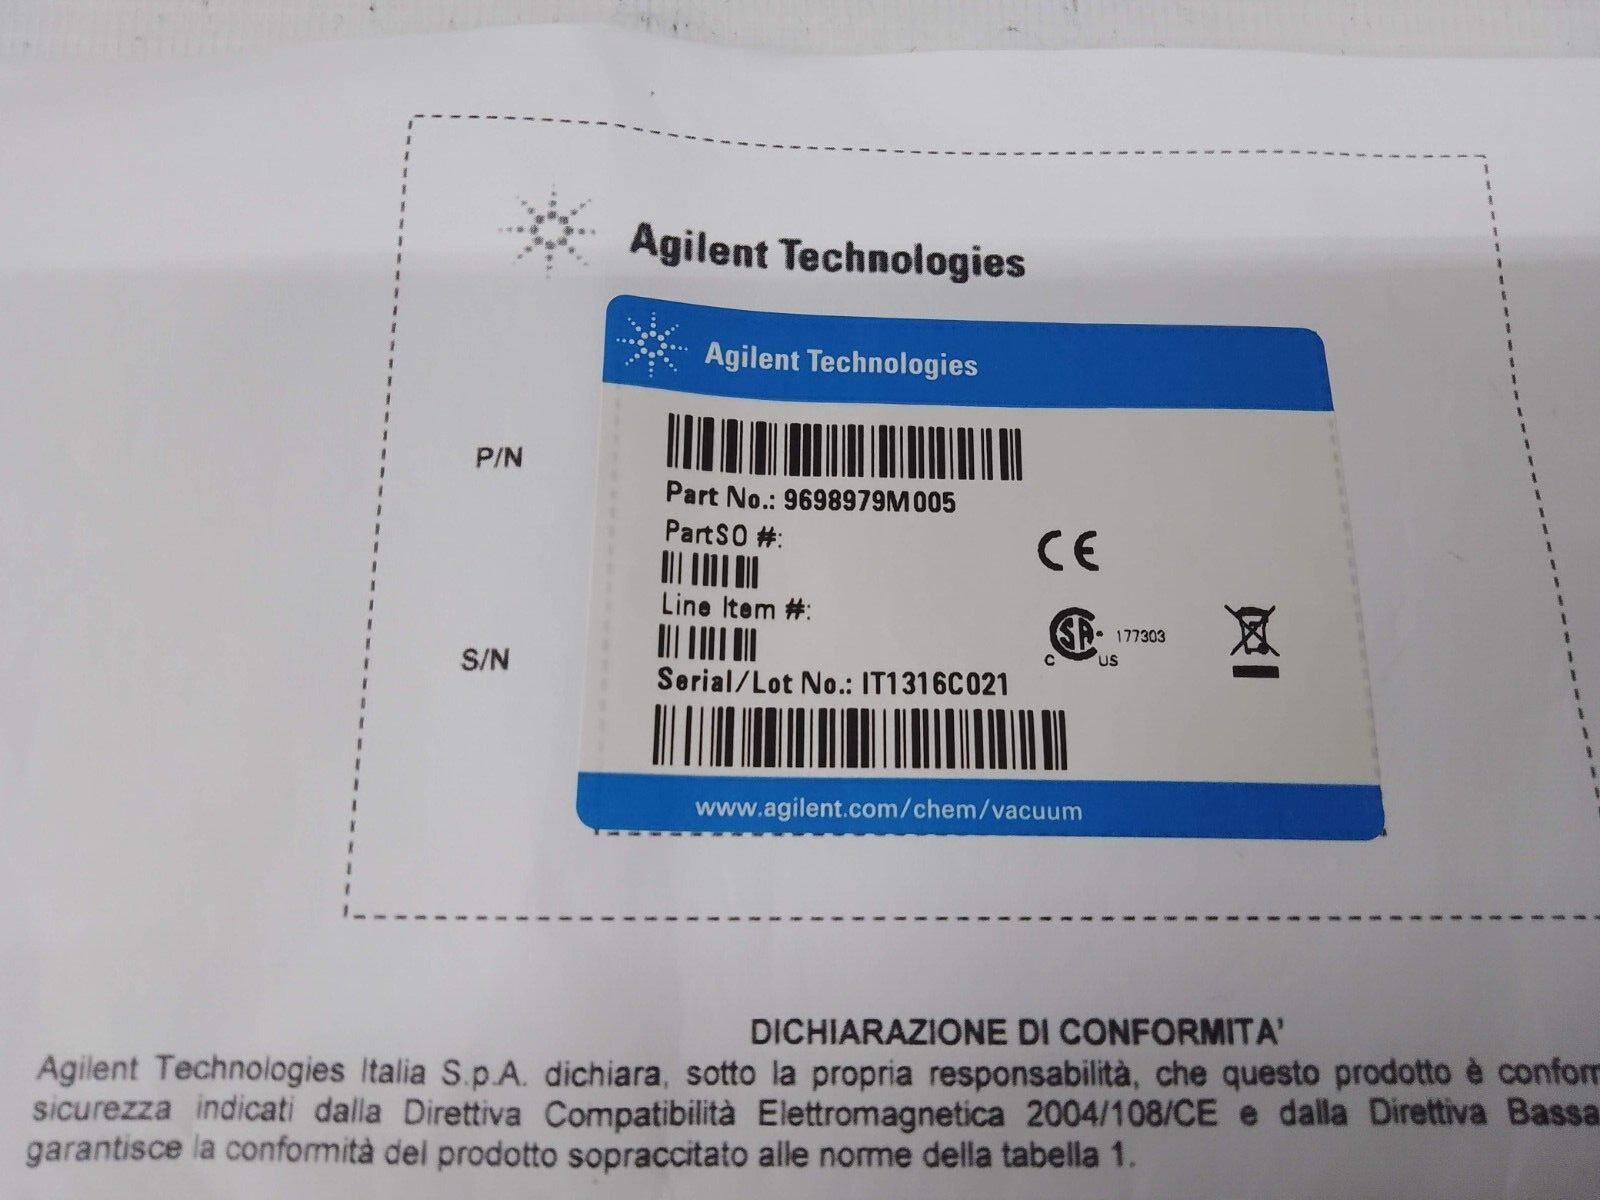 Agilent Technologies
Agilent Technologies
P/N
Part No.: 9698979M005
PartSO #:
Line Item #:
CE
CSA
177303
C US
S/N
Serial/Lot No.: IT1316C021
www.agilent.com/chem/vacuum
DICHIARAZIONE DI CONFORMITA'
Agilent Technologies Italia S.p.A. dichiara, sotto la propria responsabilità, che questo prodotto è
sicurezza indicati dalla Direttiva Compatibilità Elettromagnetica 2004/108/CE e dalla Direttiva Bassa
garantisce la conformità del prodotto sopraccitato alle norme della tabella 1.